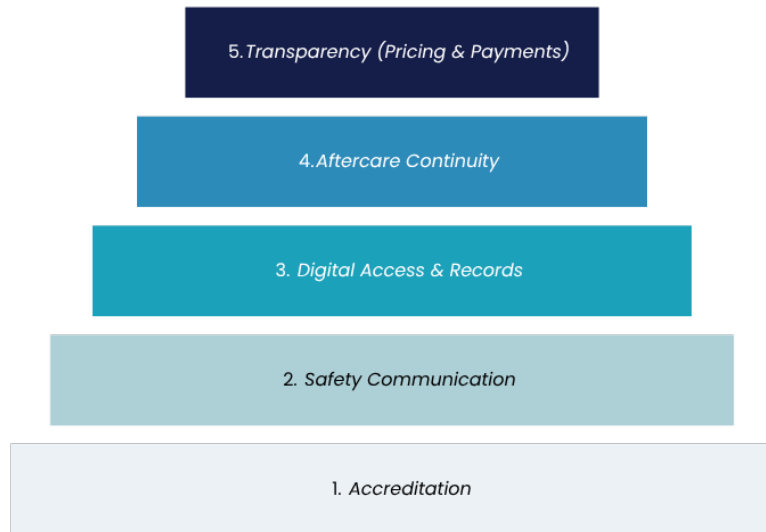 5.Transparency (Pricing & Payments)
4.Aftercare Continuity
3. Digital Access & Records
2. Safety Communication
1. Accreditation